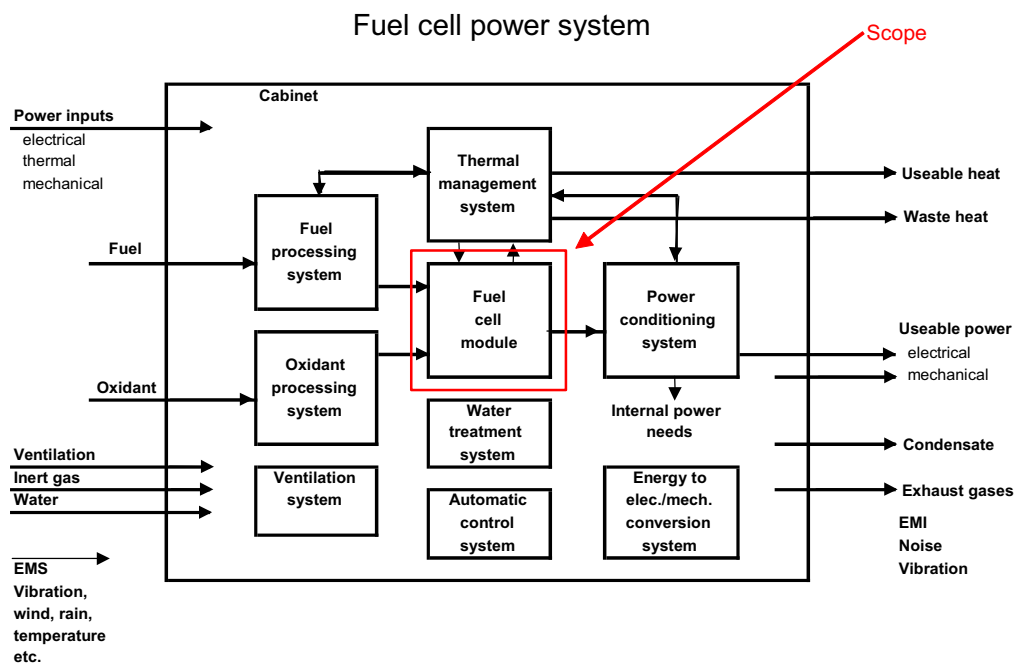 Fuel cell power system
Scope
Cabinet
Power inputs
electrical
thermal
mechanical
Thermal
management
system
Useable heat
Waste heat
Fuel
Fuel
processing
system
Fuel
cell
module
Power
conditioning
system
Useable power
electrical
mechanical
Oxidant
Oxidant
processing
system
Water
treatment
system
Internal power
needs
Condensate
Ventilation
Inert gas
Water
Ventilation
system
Automatic
control
system
Energy to
elec./mech.
conversion
system
Exhaust gases
EMI
Noise
Vibration
EMS
Vibration,
wind, rain,
temperature
etc.